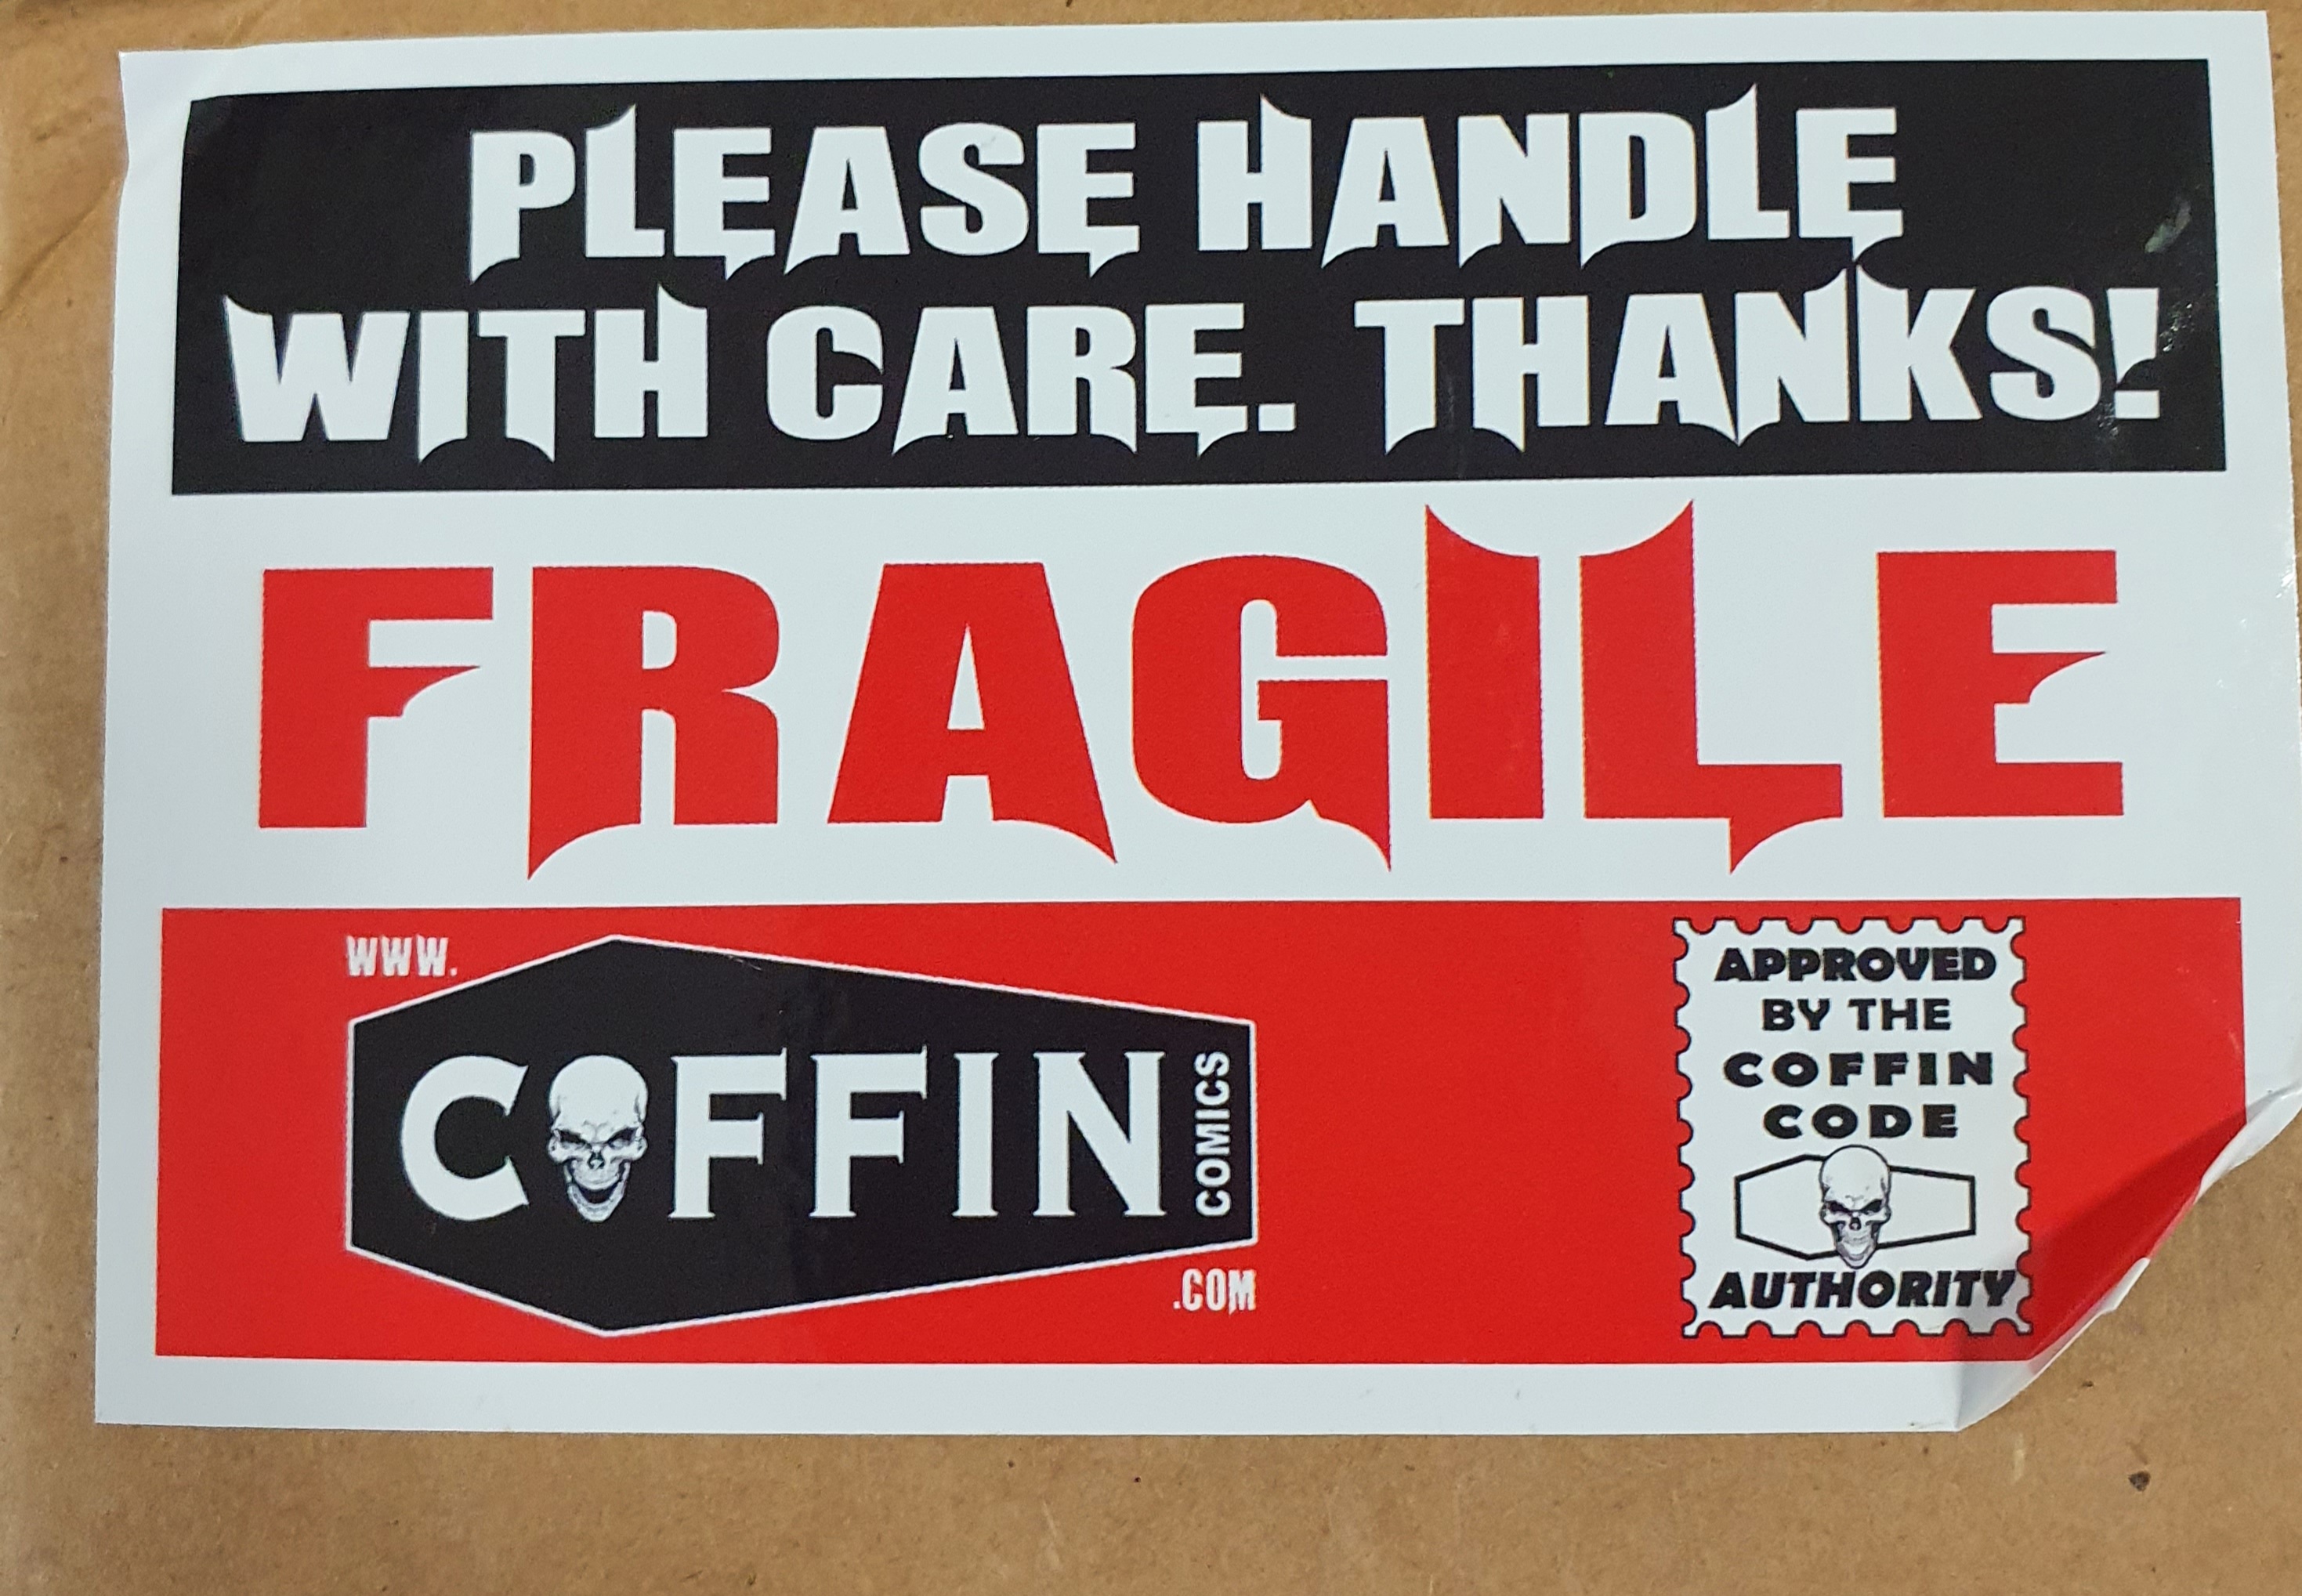 PLEASE HANDLE
WITH CARE. THANKS!
FRAGILE
WWW.
COFFIN
COMICS
.COM
APPROVED
BY THE
COFFIN
CODE
AUTHORITY